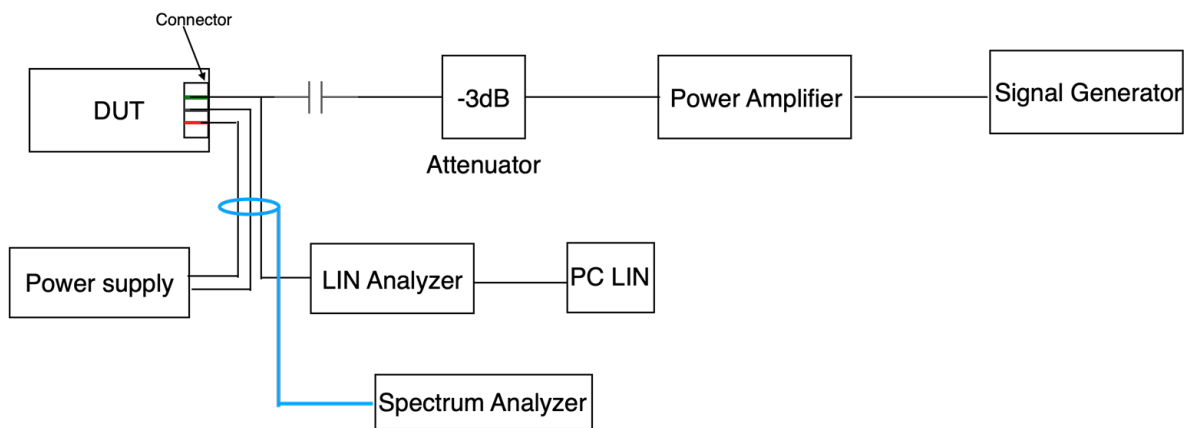 Connector
DUT
-3dB
Power Amplifier
Signal Generator
Attenuator
Power supply
LIN Analyzer
PC LIN
Spectrum Analyzer